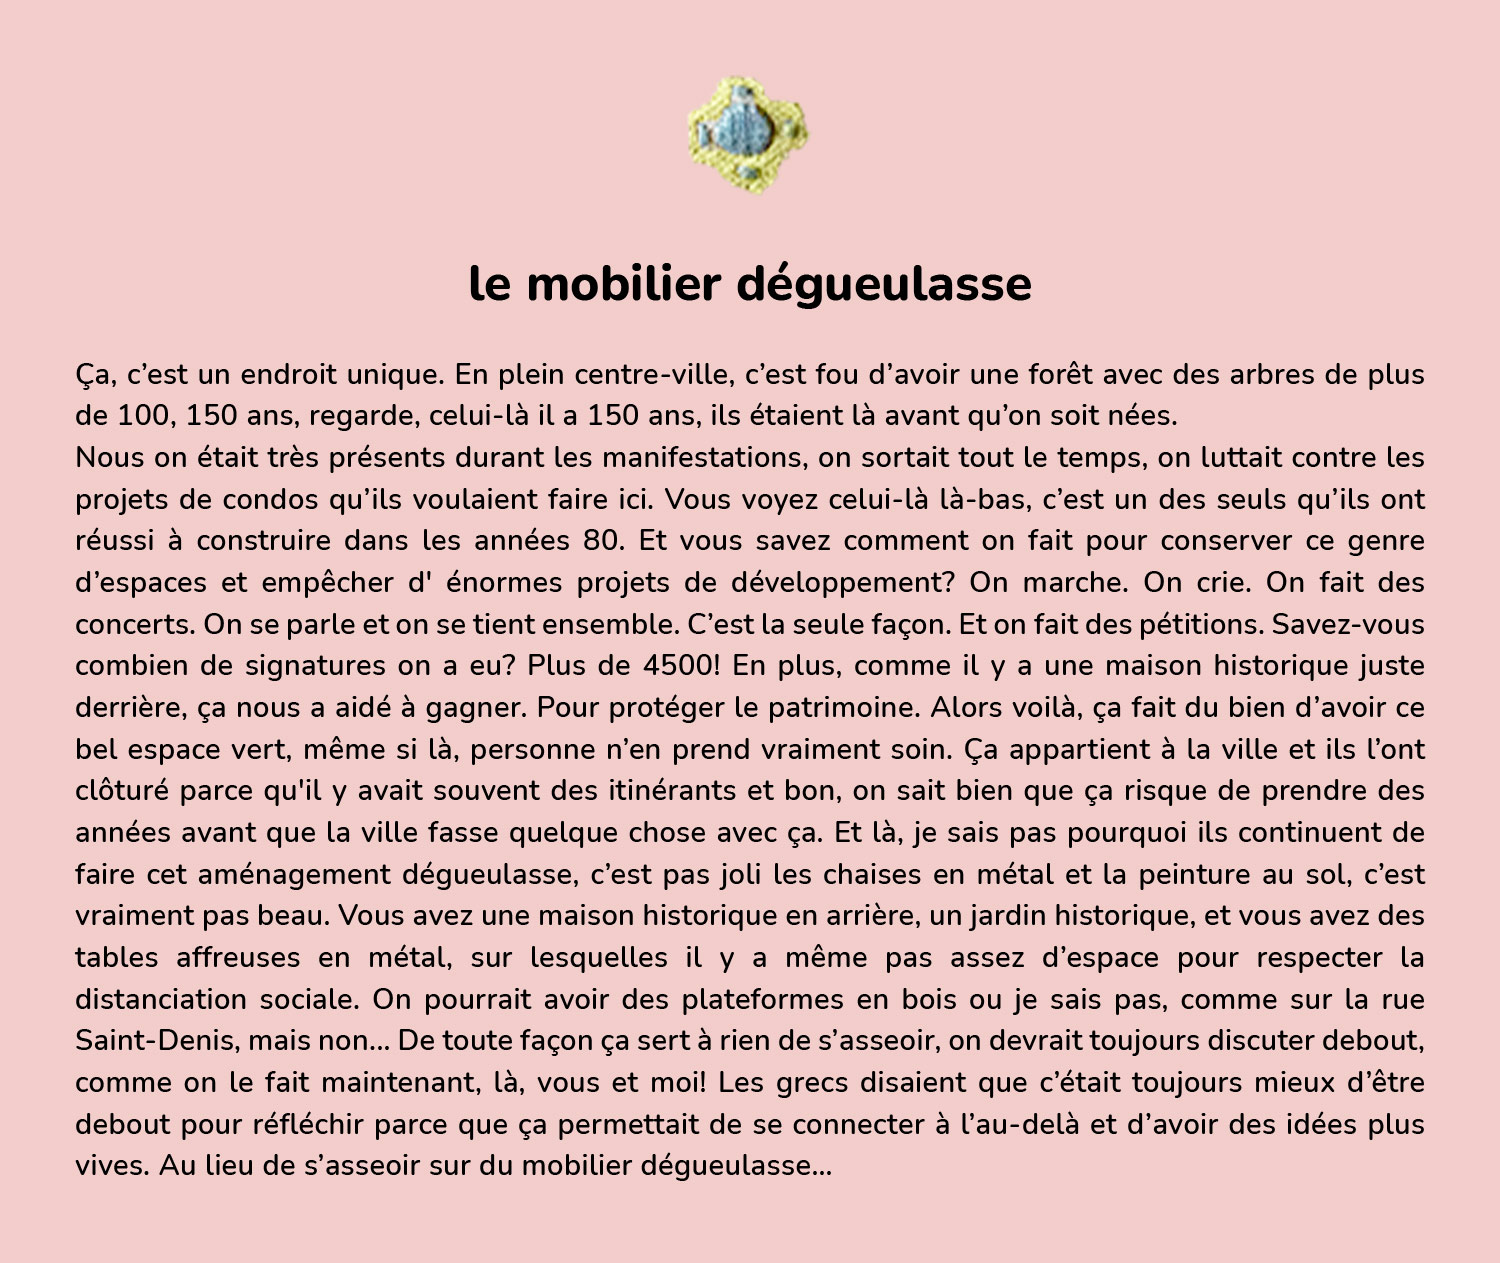 le mobilier dégueulasse
Ça, c’est un endroit unique. En plein centre-ville, c’est fou d’avoir une forêt avec des arbres de plus
de 100, 150 ans, regarde, celui-là il a 150 ans, ils étaient là avant qu’on soit nées.
Nous on était très présents durant les manifestations, on sortait tout le temps, on luttait contre les
projets de condos qu’ils voulaient faire ici. Vous voyez celui-là là-bas, c’est un des seuls qu’ils ont
réussi à construire dans les années 80. Et vous savez comment on fait pour conserver ce genre
d’espaces et empêcher d' énormes projets de développement? On marche. On crie. On fait des
concerts. On se parle et on se tient ensemble. C’est la seule façon. Et on fait des pétitions. Savez-vous
combien de signatures on a eu? Plus de 4500! En plus, comme il y a une maison historique juste
derrière, ça nous a aidé à gagner. Pour protéger le patrimoine. Alors voilà, ça fait du bien d’avoir ce
bel espace vert, même si là, personne n’en prend vraiment soin. Ça appartient à la ville et ils l’ont
clôturé parce qu'il y avait souvent des itinérants et bon, on sait bien que ça risque de prendre des
années avant que la ville fasse quelque chose avec ça. Et là, je sais pas pourquoi ils continuent de
faire cet aménagement dégueulasse, c’est pas joli les chaises en métal et la peinture au sol, c’est
vraiment pas beau. Vous avez une maison historique en arrière, un jardin historique, et vous avez des
tables affreuses en métal, sur lesquelles il y a même pas assez d’espace pour respecter la
distanciation sociale. On pourrait avoir des plateformes en bois ou je sais pas, comme sur la rue
Saint-Denis, mais non... De toute façon ça sert à rien de s’asseoir, on devrait toujours discuter debout,
comme on le fait maintenant, là, vous et moi! Les grecs disaient que c’était toujours mieux d’être
debout pour réfléchir parce que ça permettait de se connecter à l’au-delà et d’avoir des idées plus
vives. Au lieu de s’asseoir sur du mobilier dégueulasse...